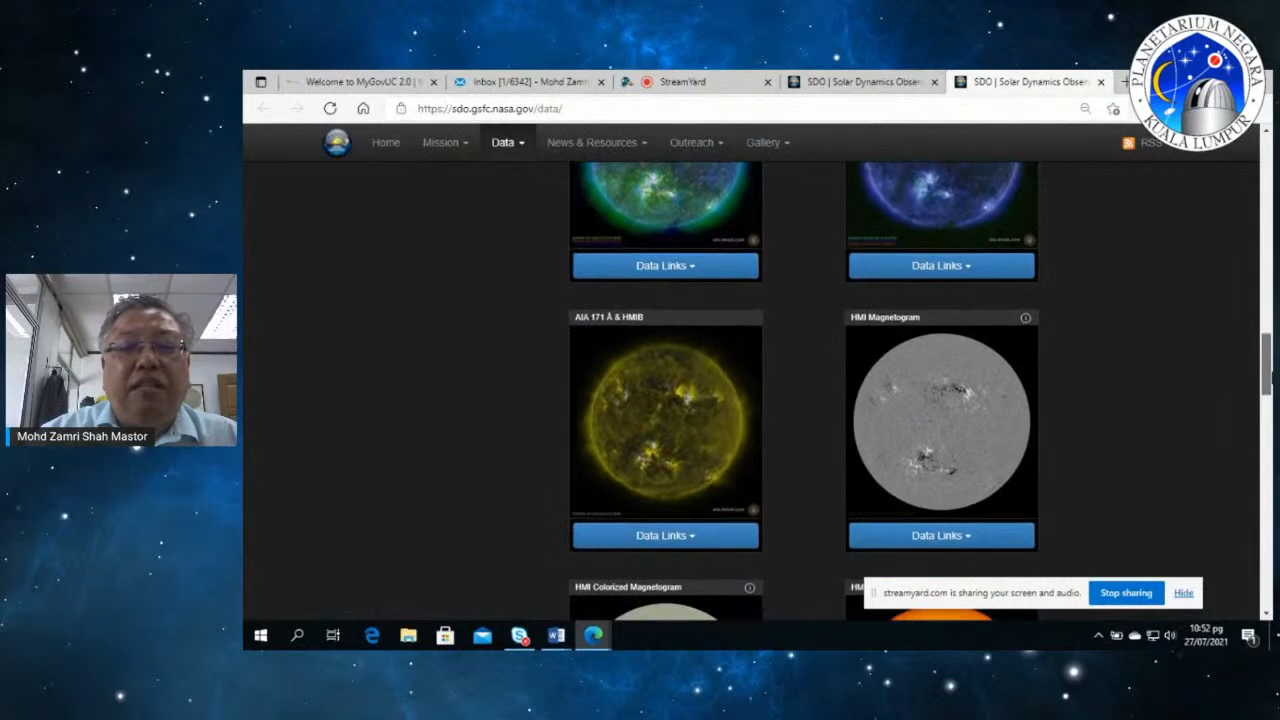 PLANETARIUM NEGARA
KUALA LUMPUR
Welcome to MyGovUC 2.0 |
Inbox [1/6342] - Mohd Zamr
StreamYard
SDO | Solar Dynamics Obser
SDO | Solar Dynamics Obser
https://sdo.gsfc.nasa.gov/data/
Home
Mission
Data
News & Resources
Outreach
Gallery
RSS
Data Links
Data Links
AIA 171 Å & HMIB
HMI Magnetogram
Mohd Zamri Shah Mastor
Data Links
Data Links
HMI Colorized Magnetogram
HM
streamyard.com is sharing your screen and audio.
Stop sharing
Hide
10:52 pg
27/07/2021